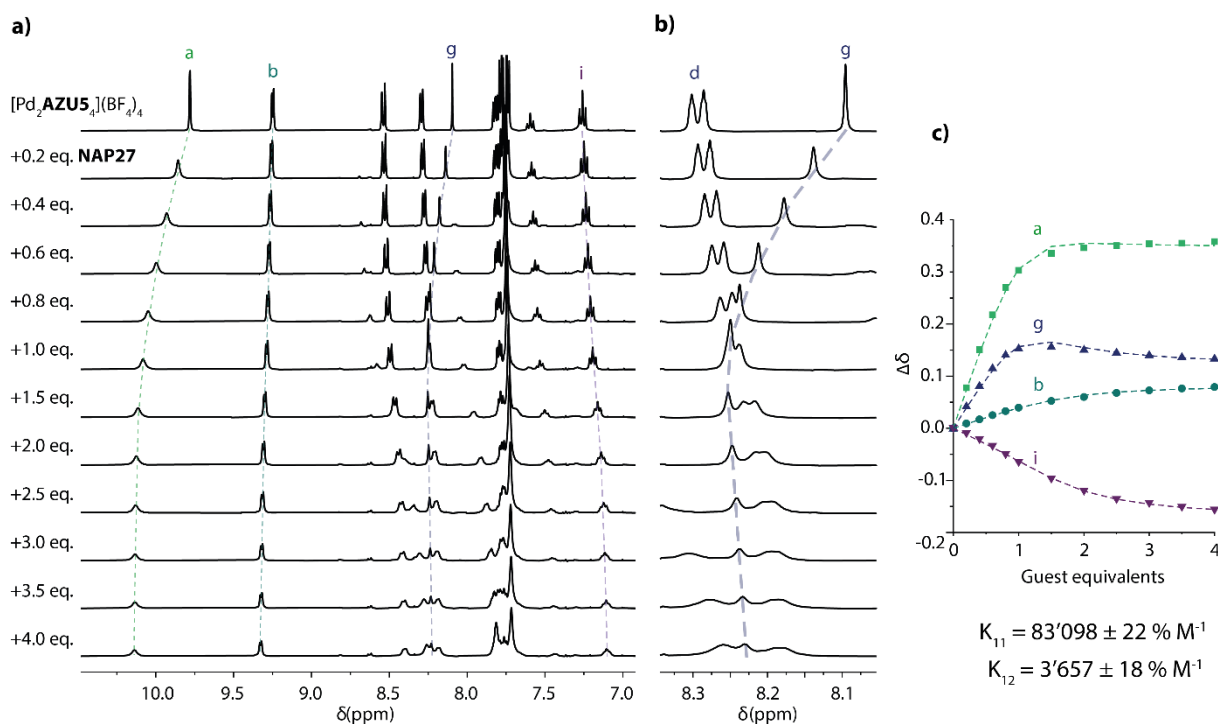 a)
a
b
g
i
[Pd₂AZU5₄](BF₄)₄
+0.2 eq. NAP27
+0.4 eq.
+0.6 eq.
+0.8 eq.
+1.0 eq.
+1.5 eq.
+2.0 eq.
+2.5 eq.
+3.0 eq.
+3.5 eq.
+4.0 eq.
10.0 9.5 9.0 8.5 8.0 7.5 7.0
δ(ppm)
b)
d
g
8.3 8.2 8.1
δ(ppm)
c)
0.4
0.3
0.2
0.1
0.0
-0.1
-0.2
Δδ
a
g
b
i
0 1 2 3 4
Guest equivalents
K₁₁ = 83'098 ± 22 % M⁻¹
K₁₂ = 3'657 ± 18 % M⁻¹